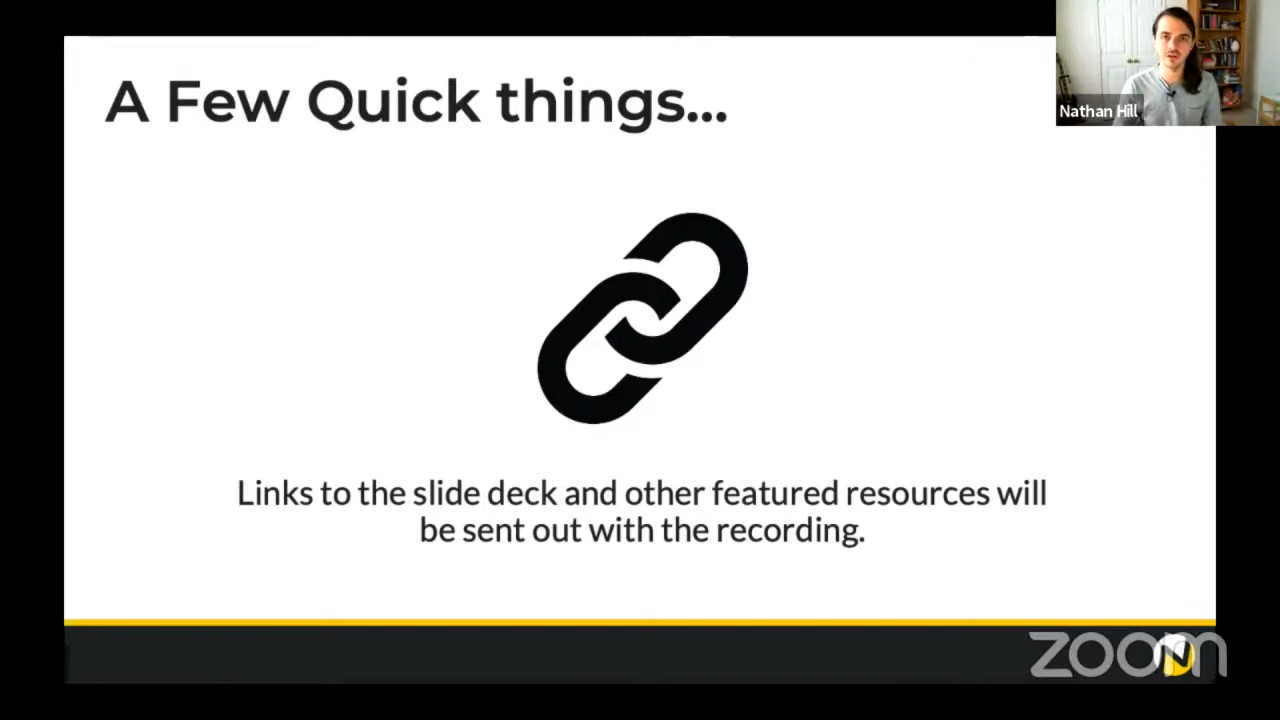 A Few Quick things...
Nathan Hill
Links to the slide deck and other featured resources will
be sent out with the recording.
zoom
N